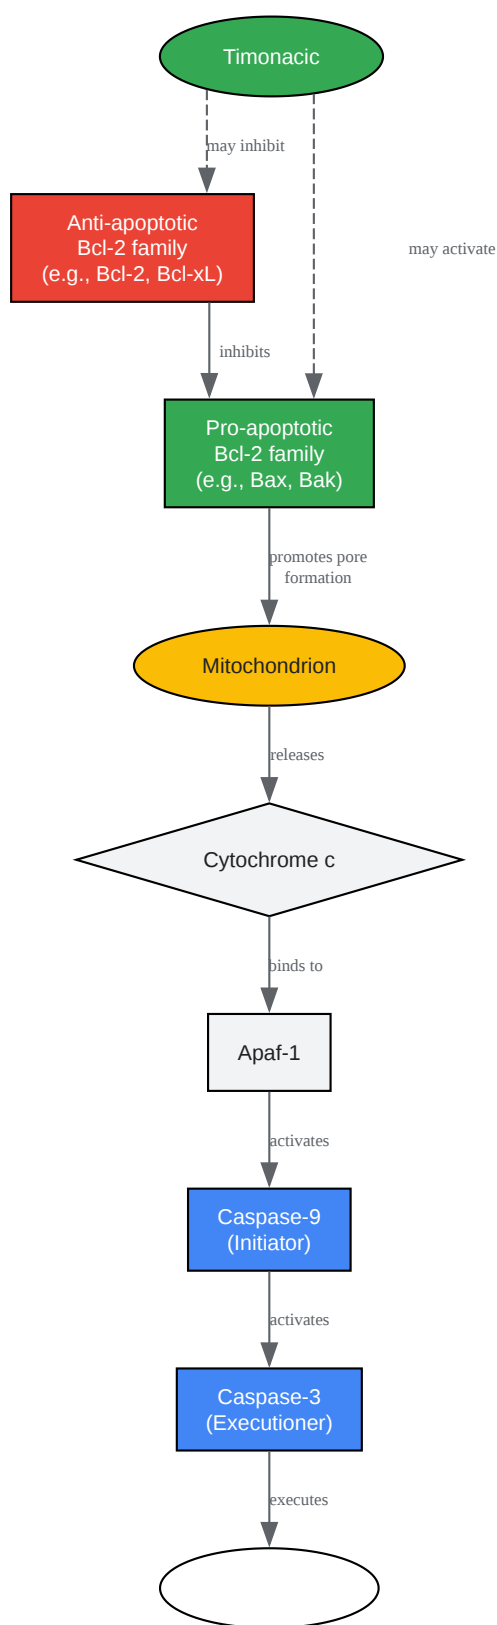 Timonacic
may inhibit
Anti-apoptotic
Bcl-2 family
(e.g., Bcl-2, Bcl-xL)
may activate
inhibits
Pro-apoptotic
Bcl-2 family
(e.g., Bax, Bak)
promotes pore
formation
Mitochondrion
releases
Cytochrome c
binds to
Apaf-1
activates
Caspase-9
(Initiator)
activates
Caspase-3
(Executioner)
executes